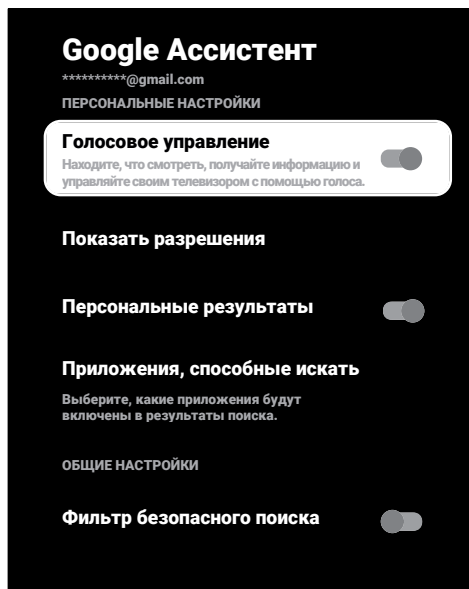 Google Ассистент
**********@gmail.com
ПЕРСОНАЛЬНЫЕ НАСТРОЙКИ
Голосовое управление
Находите, что смотреть, получайте информацию и
управляйте своим телевизором с помощью голоса.
Показать разрешения
Персональные результаты
Приложения, способные искать
Выберите, какие приложения будут
включены в результаты поиска.
ОБЩИЕ НАСТРОЙКИ
Фильтр безопасного поиска